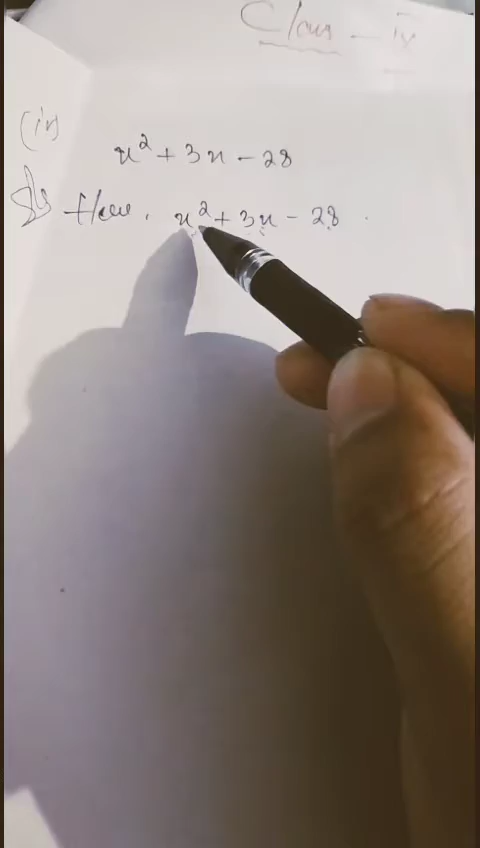 Class - ix
(iv)
x² + 3x - 28
Sol Here, x² + 3x - 28.